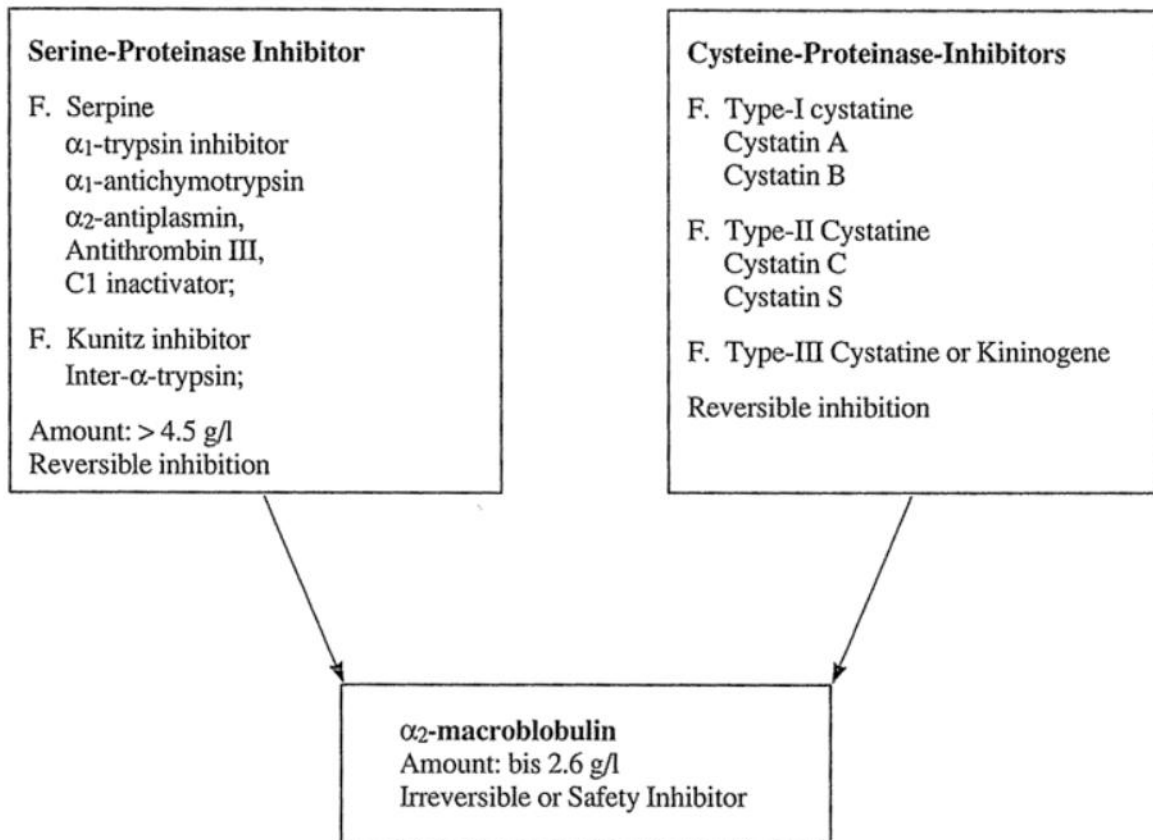 Serine-Proteinase Inhibitor
F. Serpine
α1-trypsin inhibitor
α1-antichymotrypsin
α2-antiplasmin,
Antithrombin III,
C1 inactivator;
F. Kunitz inhibitor
Inter-α-trypsin;
Amount: > 4.5 g/l
Reversible inhibition
Cysteine-Proteinase-Inhibitors
F. Type-I cystatine
Cystatin A
Cystatin B
F. Type-II Cystatine
Cystatin C
Cystatin S
F. Type-III Cystatine or Kininogene
Reversible inhibition
α2-macroblobulin
Amount: bis 2.6 g/l
Irreversible or Safety Inhibitor